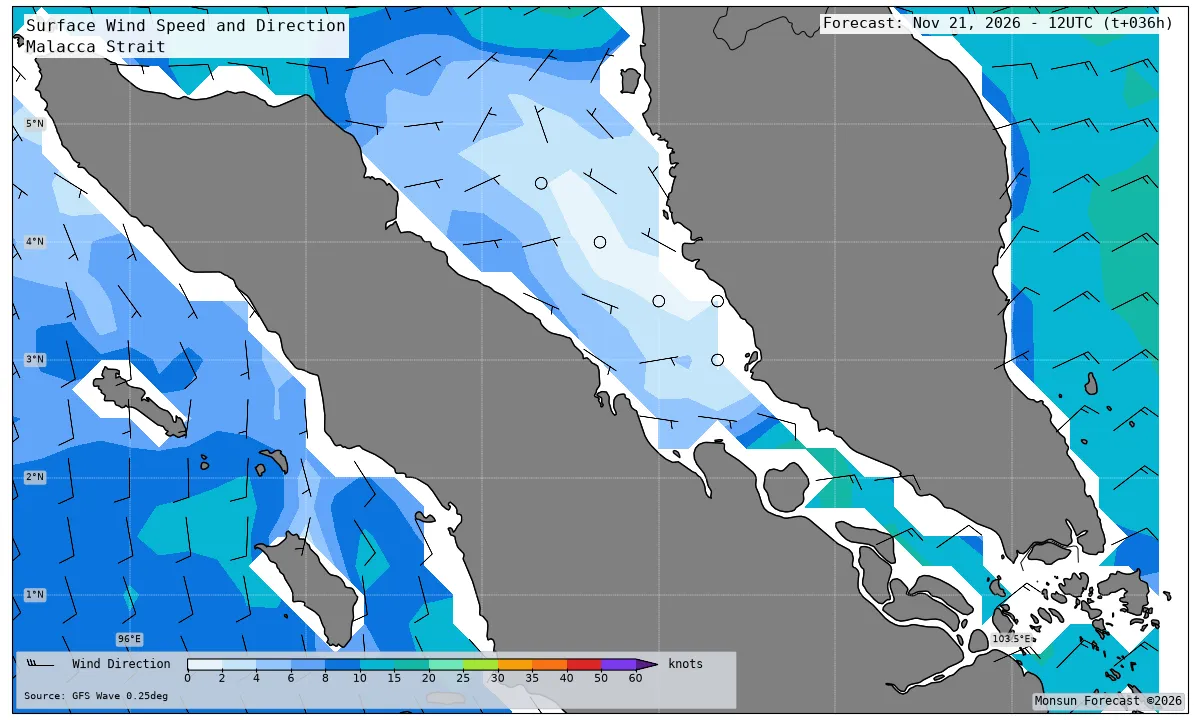 Surface Wind Speed and Direction
Malacca Strait
Forecast: Nov 21, 2026 - 12UTC (t+036h)
5°N
4°N
3°N
2°N
1°N
96°E
103.5°E
Wind Direction
0 2 4 6 8 10 15 20 25 30 35 40 50 60
knots
Source: GFS Wave 0.25deg
Monsun Forecast ©2026